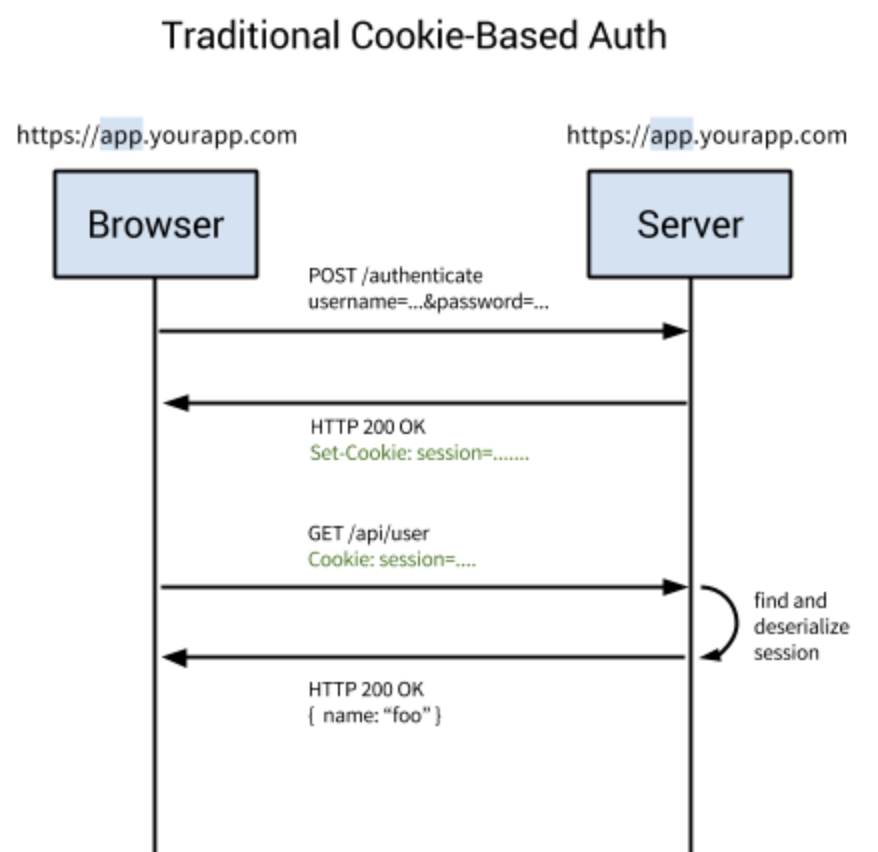 Traditional Cookie-Based Auth
https://app.yourapp.com
https://app.yourapp.com
Browser
Server
POST /authenticate
username=...&password=...
HTTP 200 OK
Set-Cookie: session=.......
GET /api/user
Cookie: session=....
find and
deserialize
session
HTTP 200 OK
{ name: “foo” }